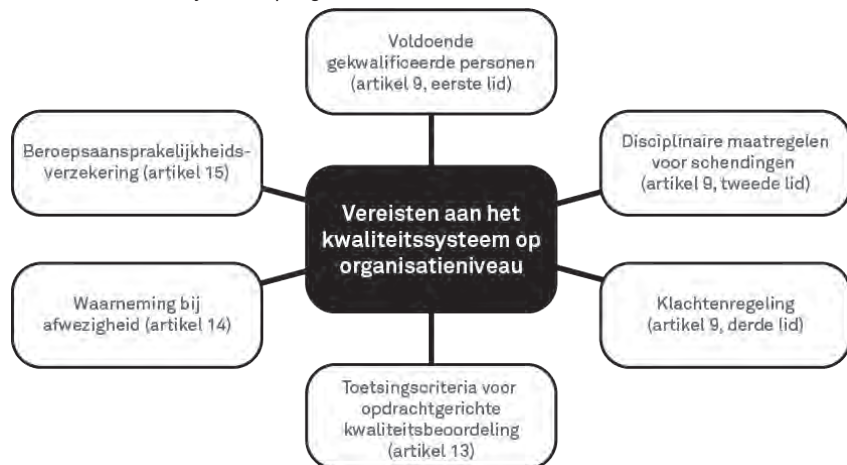 Voldoende
gekwalificeerde personen
(artikel 9, eerste lid)
Beroepsaansprakelijkheids-
verzekering (artikel 15)
Disciplinaire maatregelen
voor schendingen
(artikel 9, tweede lid)
Vereisten aan het
kwaliteitssysteem op
organisatieniveau
Waarneming bij
afwezigheid (artikel 14)
Klachtenregeling
(artikel 9, derde lid)
Toetsingscriteria voor
opdrachtgerichte
kwaliteitsbeoordeling
(artikel 13)